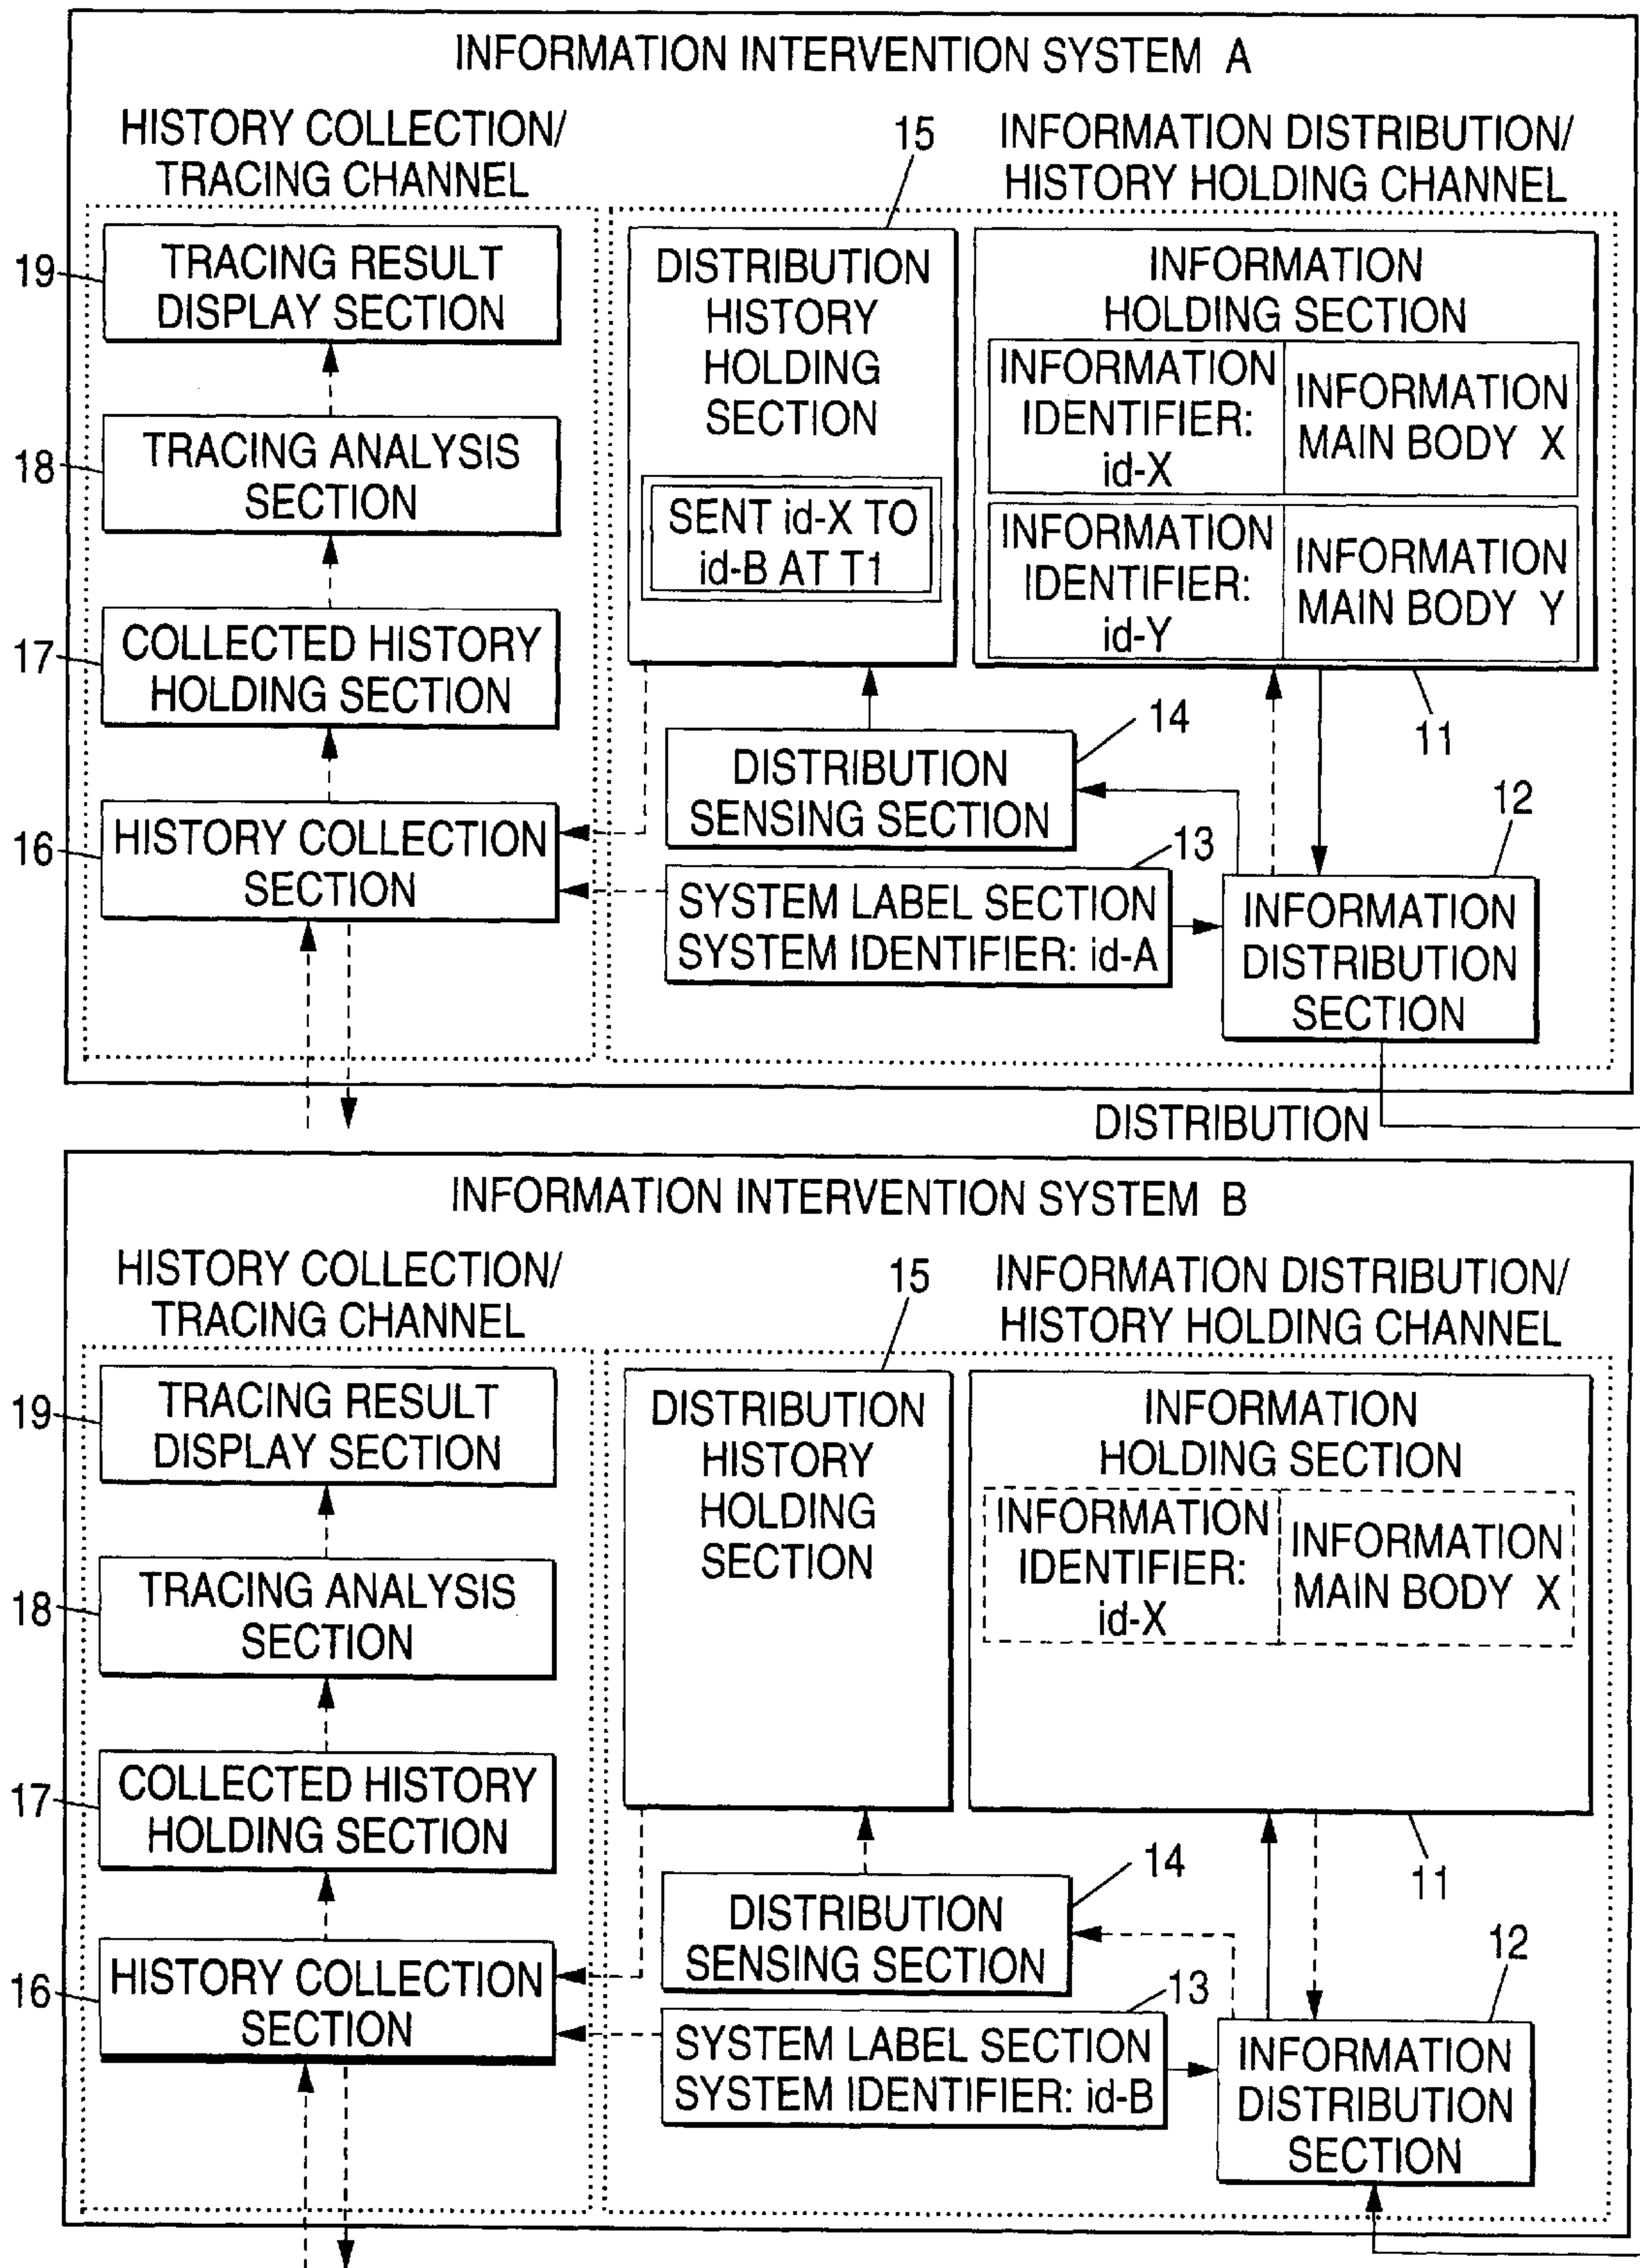 INFORMATION INTERVENTION SYSTEM A
HISTORY COLLECTION/
TRACING CHANNEL
15
INFORMATION DISTRIBUTION/
HISTORY HOLDING CHANNEL
19
TRACING RESULT
DISPLAY SECTION
18
TRACING ANALYSIS
SECTION
17
COLLECTED HISTORY
HOLDING SECTION
16
HISTORY COLLECTION
SECTION
DISTRIBUTION
HISTORY
HOLDING
SECTION
SENT id-X TO
id-B AT T1
INFORMATION
HOLDING SECTION
INFORMATION
IDENTIFIER:
id-X
INFORMATION
MAIN BODY X
INFORMATION
IDENTIFIER:
id-Y
INFORMATION
MAIN BODY Y
11
14
DISTRIBUTION
SENSING SECTION
13
SYSTEM LABEL SECTION
SYSTEM IDENTIFIER: id-A
12
INFORMATION
DISTRIBUTION
SECTION
DISTRIBUTION
INFORMATION INTERVENTION SYSTEM B
HISTORY COLLECTION/
TRACING CHANNEL
15
INFORMATION DISTRIBUTION/
HISTORY HOLDING CHANNEL
19
TRACING RESULT
DISPLAY SECTION
18
TRACING ANALYSIS
SECTION
17
COLLECTED HISTORY
HOLDING SECTION
16
HISTORY COLLECTION
SECTION
DISTRIBUTION
HISTORY
HOLDING
SECTION
INFORMATION
HOLDING SECTION
INFORMATION
IDENTIFIER:
id-X
INFORMATION
MAIN BODY X
11
14
DISTRIBUTION
SENSING SECTION
13
SYSTEM LABEL SECTION
SYSTEM IDENTIFIER: id-B
12
INFORMATION
DISTRIBUTION
SECTION